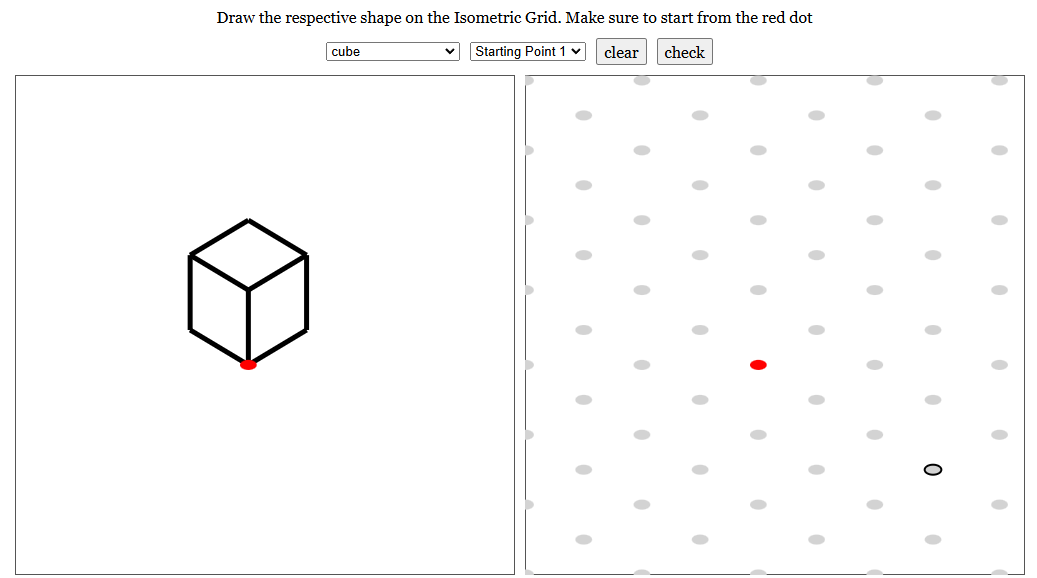 Draw the respective shape on the Isometric Grid. Make sure to start from the red dot
cube Starting Point 1 clear check